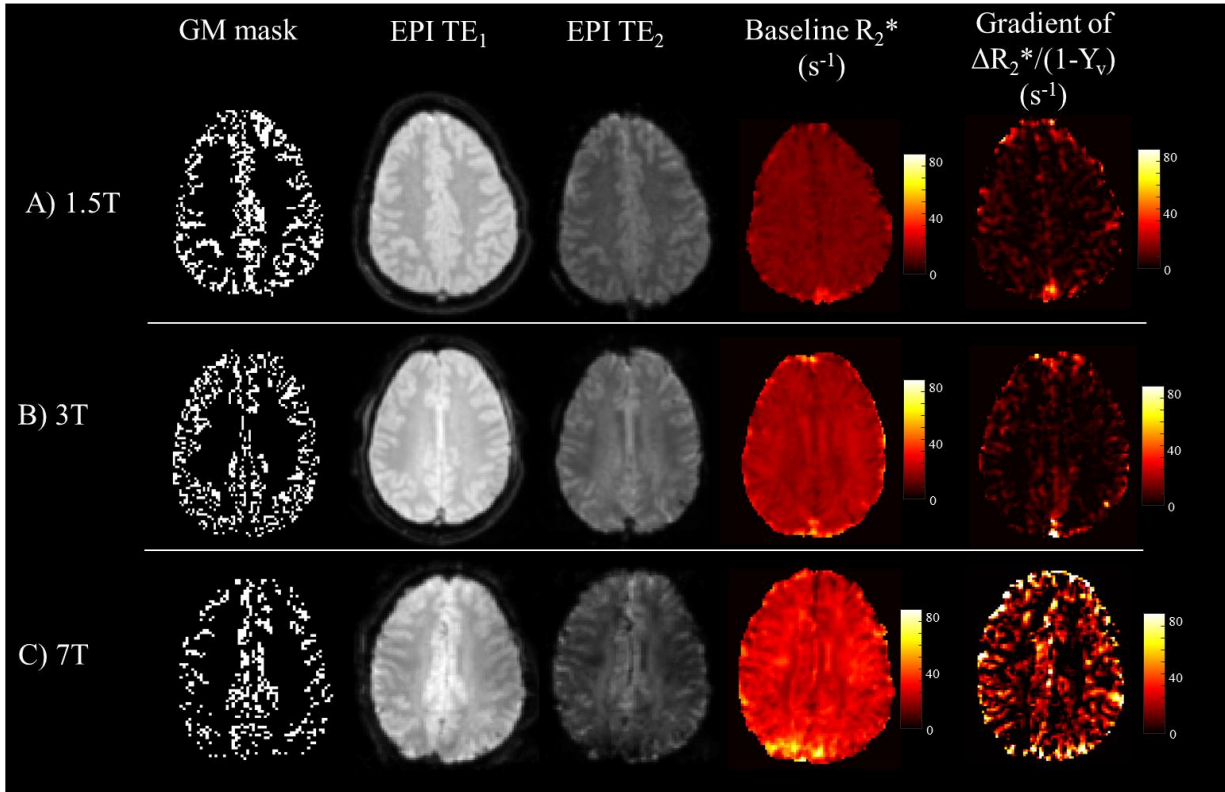 GM mask
EPI TE₁
EPI TE₂
Baseline R₂*
(s⁻¹)
Gradient of
ΔR₂*/(1-Yᵥ)
(s⁻¹)
A) 1.5T
80
40
0
80
40
0
B) 3T
80
40
0
80
40
0
C) 7T
80
40
0
80
40
0